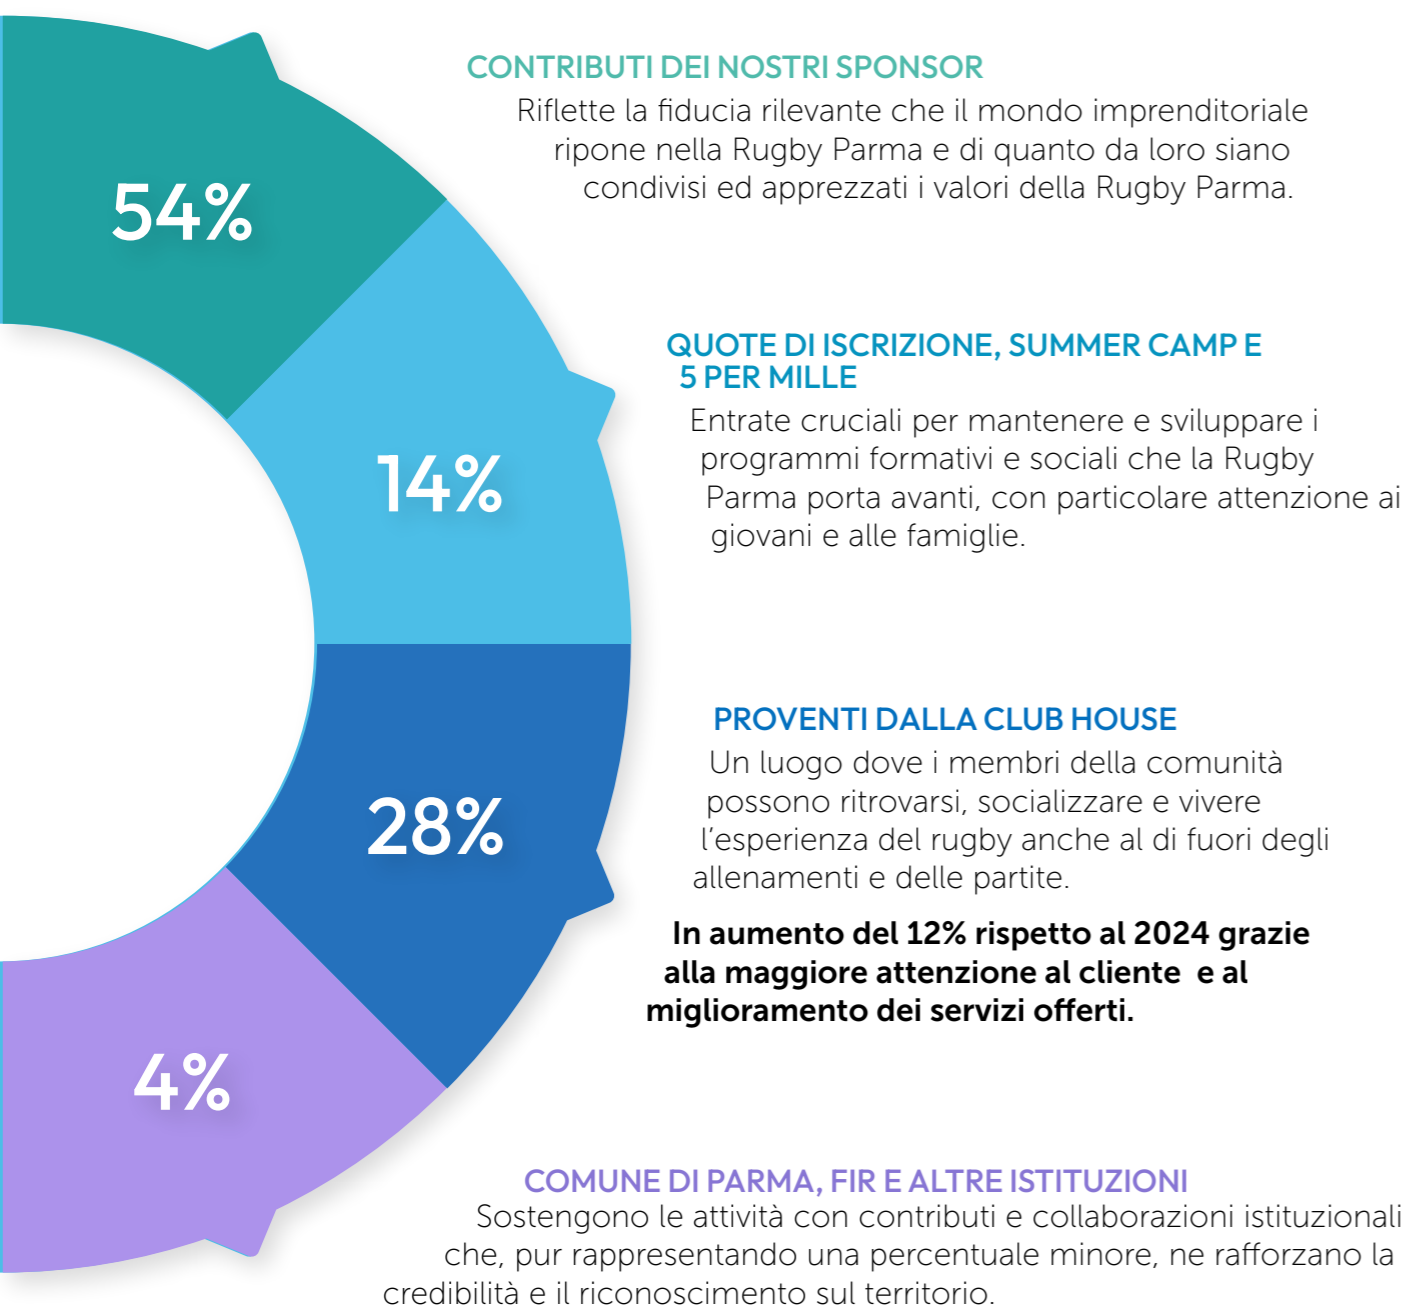 CONTRIBUTI DEI NOSTRI SPONSOR
Riflette la fiducia rilevante che il mondo imprenditoriale
ripone nella Rugby Parma e di quanto da loro siano
condivisi ed apprezzati i valori della Rugby Parma.
54%
QUOTE DI ISCRIZIONE, SUMMER CAMP E
5 PER MILLE
Entrate cruciali per mantenere e sviluppare i
programmi formativi e sociali che la Rugby
Parma porta avanti, con particolare attenzione ai
giovani e alle famiglie.
14%
PROVENTI DALLA CLUB HOUSE
Un luogo dove i membri della comunità
possono ritrovarsi, socializzare e vivere
l’esperienza del rugby anche al di fuori degli
allenamenti e delle partite.
28%
In aumento del 12% rispetto al 2024 grazie
alla maggiore attenzione al cliente  e al
miglioramento dei servizi offerti.
4%
COMUNE DI PARMA, FIR E ALTRE ISTITUZIONI
Sostengono le attività con contributi e collaborazioni istituzionali
che, pur rappresentando una percentuale minore, ne rafforzano la
credibilità e il riconoscimento sul territorio.